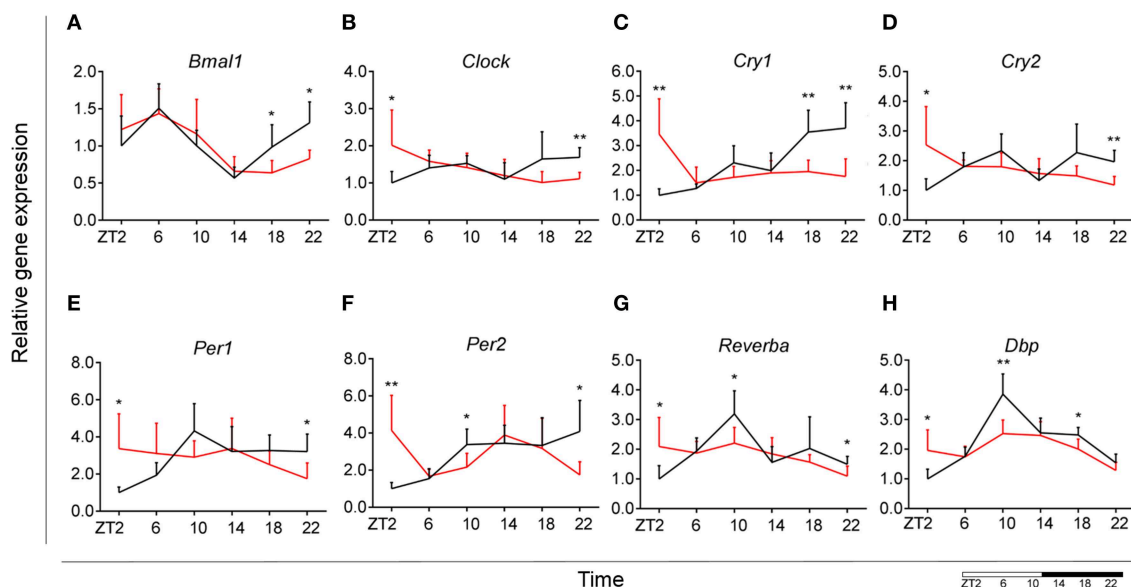 A B C D
Bmal1 Clock Cry1 Cry2
2.0 4.0 6.0 5.0
* * * ** ** ** ** * **
1.5 3.0 5.0 4.0
1.0 2.0 4.0 3.0
0.5 1.0 3.0 2.0
0.0 0.0 2.0 1.0
1.0 0.0
0.0
ZT2 6 10 14 18 22 ZT2 6 10 14 18 22 ZT2 6 10 14 18 22 ZT2 6 10 14 18 22
Relative gene expression
E F G H
Per1 Per2 Reverba Dbp
8.0 8.0 5.0 5.0
* * ** * * * * * * ** *
6.0 6.0 4.0 4.0
4.0 4.0 3.0 3.0
2.0 2.0 2.0 2.0
0.0 0.0 1.0 1.0
0.0 0.0
ZT2 6 10 14 18 22 ZT2 6 10 14 18 22 ZT2 6 10 14 18 22 ZT2 6 10 14 18 22
Time
ZT2 6 10 14 18 22